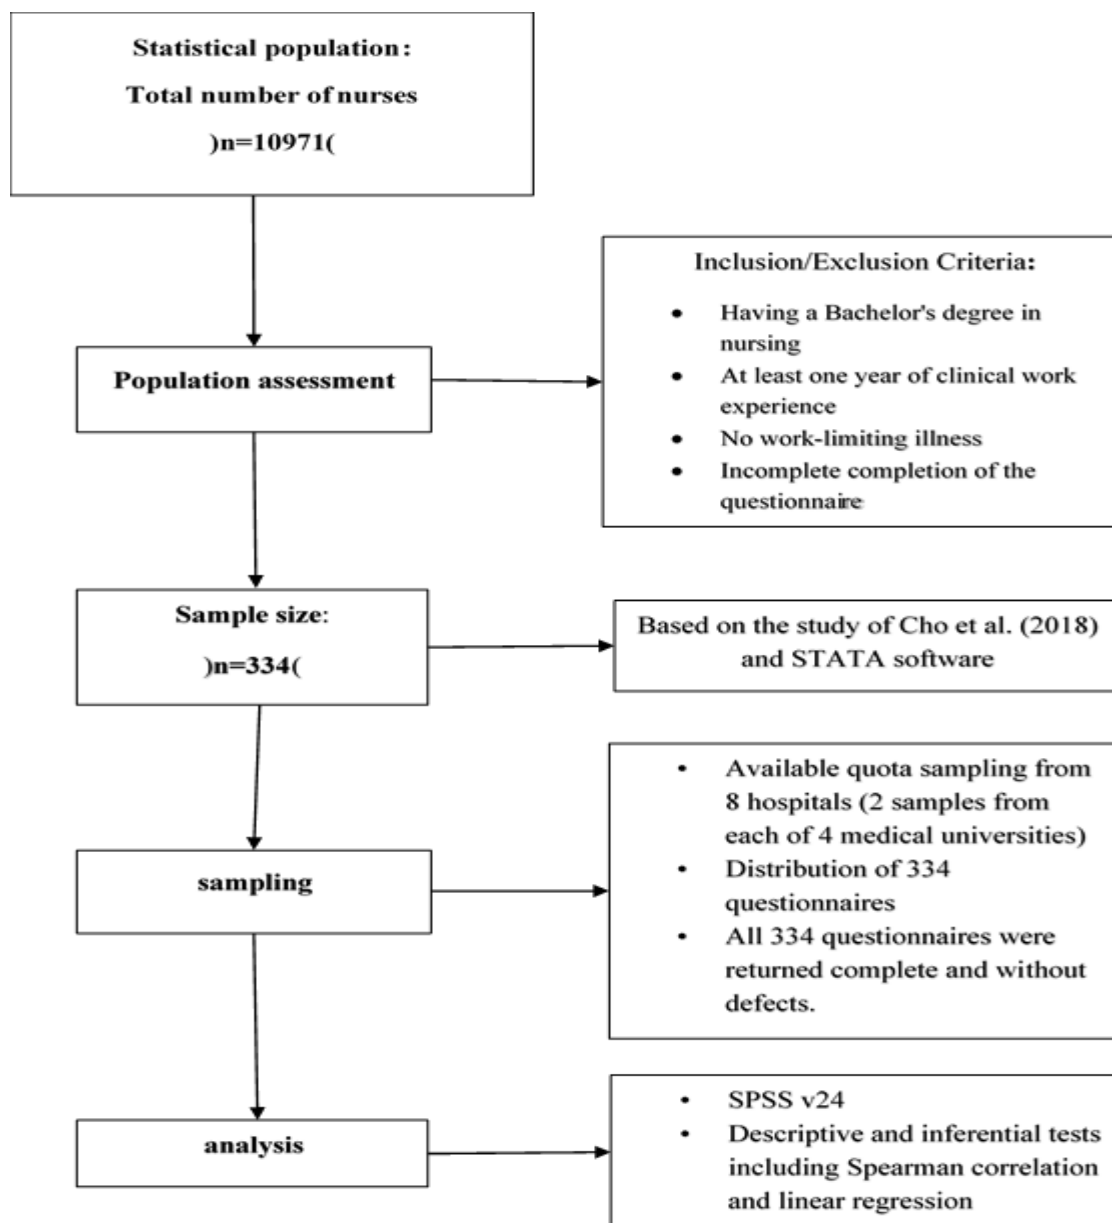 Statistical population:
Total number of nurses
)n=10971(
Inclusion/Exclusion Criteria:
• Having a Bachelor's degree in
nursing
• At least one year of clinical work
experience
• No work-limiting illness
• Incomplete completion of the
questionnaire
Population assessment
Sample size:
)n=334(
Based on the study of Cho et al. (2018)
and STATA software
• Available quota sampling from
8 hospitals (2 samples from
each of 4 medical universities)
• Distribution of 334
questionnaires
• All 334 questionnaires were
returned complete and without
defects.
sampling
• SPSS v24
• Descriptive and inferential tests
including Spearman correlation
and linear regression
analysis